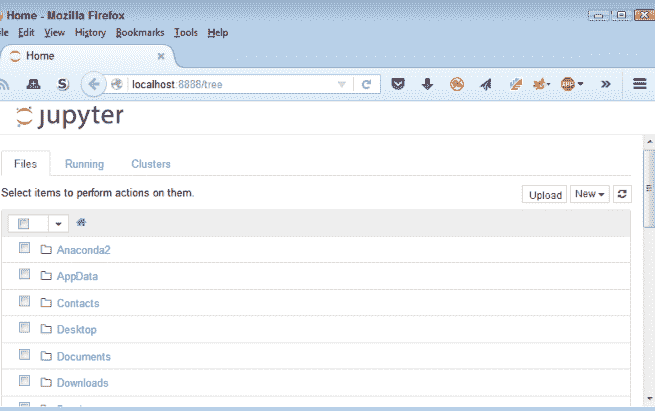 Home - Mozilla Firefox
Edit View History Bookmarks Tools Help
Home
localhost:8888/tree
jupyter
Files Running Clusters
Select items to perform actions on them.
Upload New
Anaconda2
AppData
Contacts
Desktop
Documents
Downloads